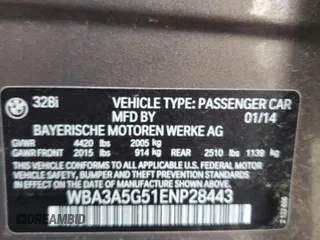 328i VEHICLE TYPE: PASSENGER CAR
MFD BY 01/14
BAYERISCHE MOTOREN WERKE AG
GVWR 4420 lbs 2005 kg
GAWR FRONT 2015 lbs 914 kg REAR 2510 lbs 1139 kg
THIS VEHICLE CONFORMS TO ALL APPLICABLE FEDERAL MOTOR
VEHICLE SAFETY, BUMPER AND THEFT PREVENTION STANDARDS
IN EFFECT ON THE DATE OF MANUFACTURE SHOWN ABOVE.
WBA3A5G51ENP28443